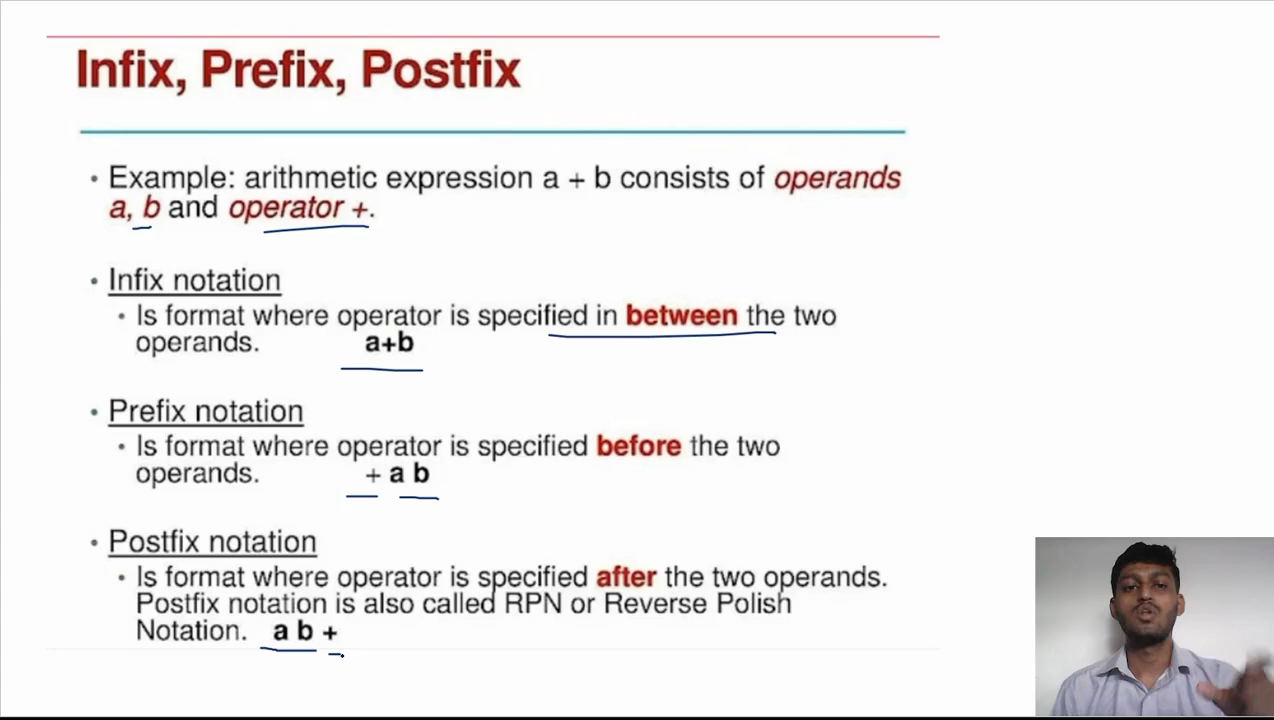 Infix, Prefix, Postfix
• Example: arithmetic expression a + b consists of operands
a, b and operator +.
• Infix notation
• Is format where operator is specified in between the two
operands. a+b
• Prefix notation
• Is format where operator is specified before the two
operands. + a b
• Postfix notation
• Is format where operator is specified after the two operands.
Postfix notation is also called RPN or Reverse Polish
Notation. a b +